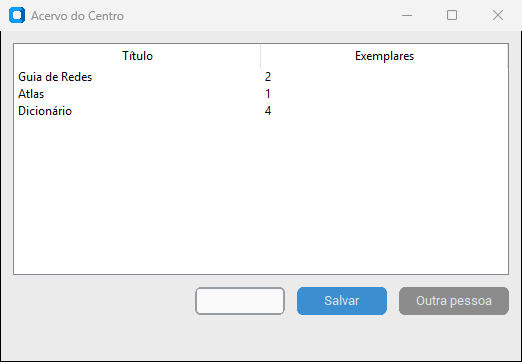 Acervo do Centro
Título Exemplares
Guia de Redes 2
Atlas 1
Dicionário 4
Salvar Outra pessoa